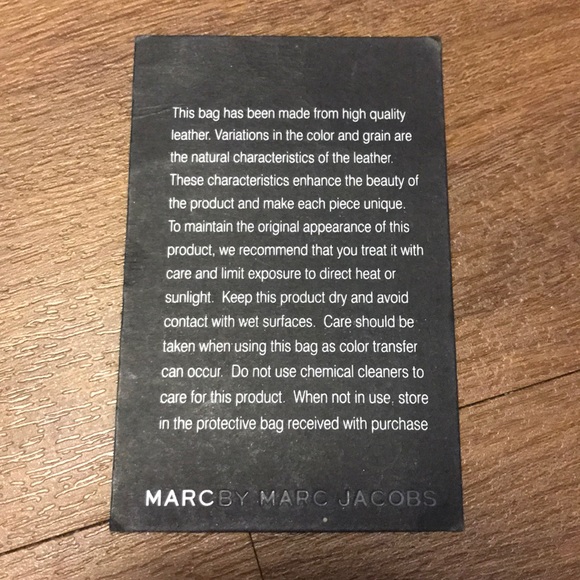 This bag has been made from high quality
leather. Variations in the color and grain are
the natural characteristics of the leather.
These characteristics enhance the beauty of
the product and make each piece unique.
To maintain the original appearance of this
product, we recommend that you treat it with
care and limit exposure to direct heat or
sunlight. Keep this product dry and avoid
contact with wet surfaces. Care should be
taken when using this bag as color transfer
can occur. Do not use chemical cleaners to
care for this product. When not in use, store
in the protective bag received with purchase
MARC BY MARC JACOBS